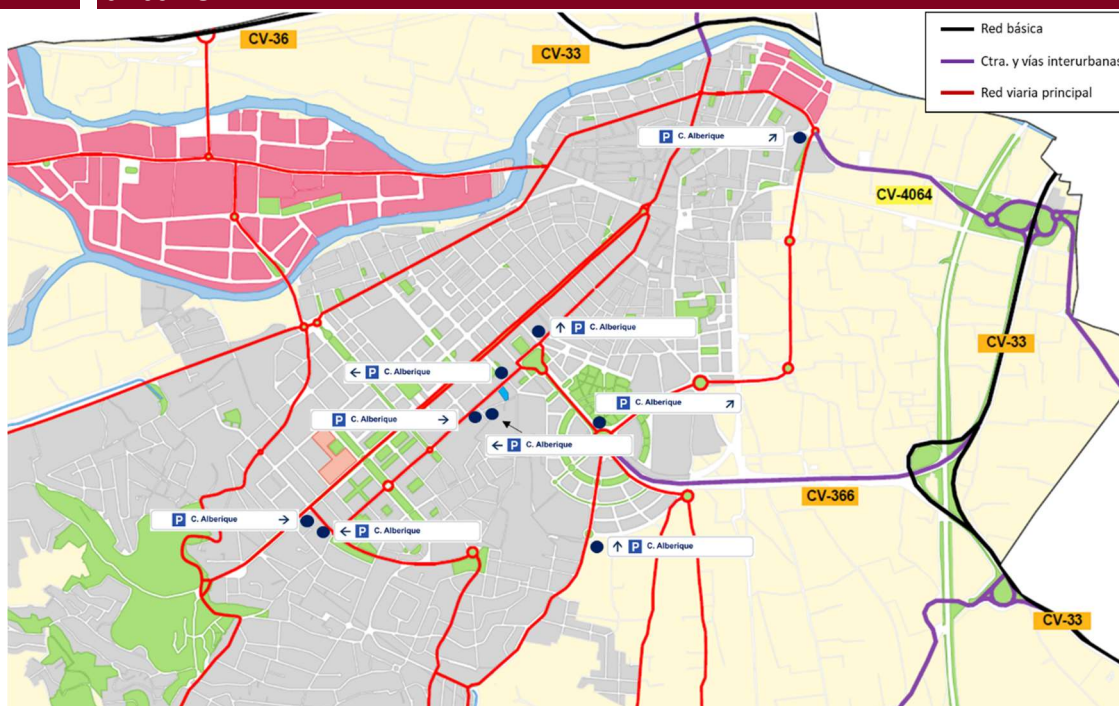 CV-36
CV-33
Red básica
Ctra. y vías interurbanas
Red viaria principal
P C. Alberique ↗
CV-4064
↑ P C. Alberique
CV-33
← P C. Alberique
P C. Alberique ↗
P C. Alberique →
← P C. Alberique
CV-366
P C. Alberique →
← P C. Alberique
↑ P C. Alberique
CV-33